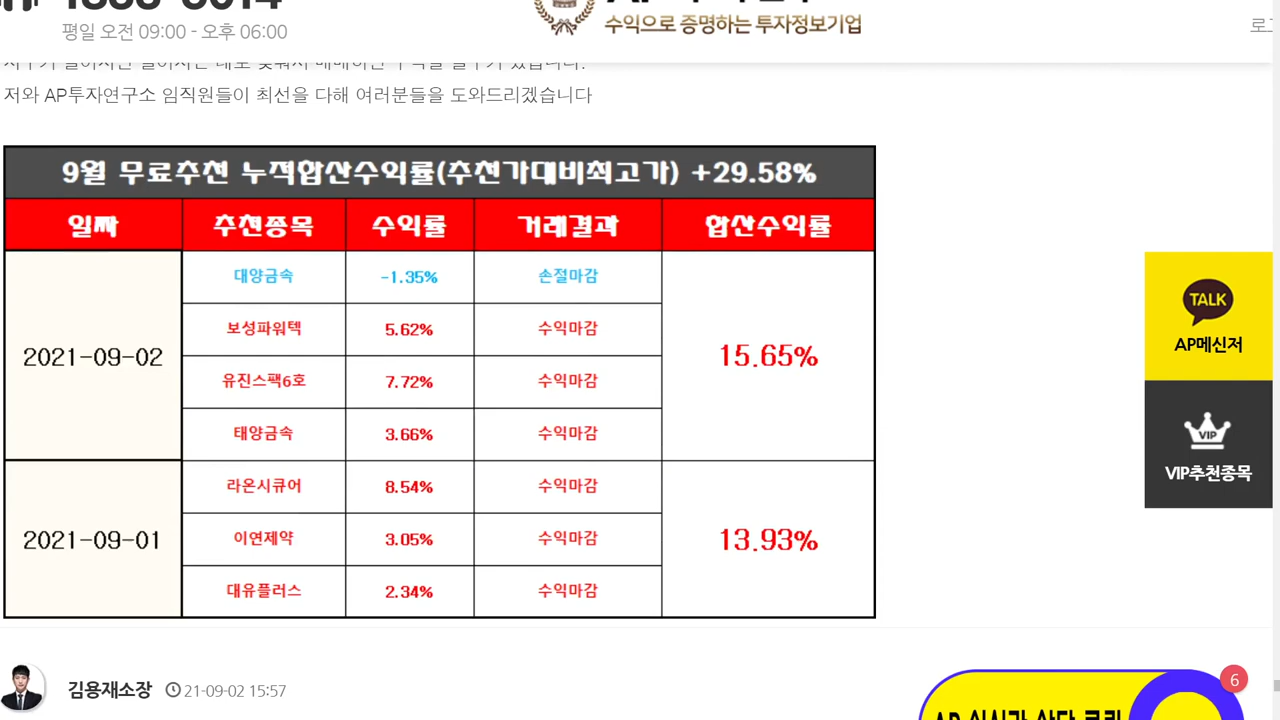 평일 오전 09:00 - 오후 06:00
수익으로 증명하는 투자정보기업
저와 AP투자연구소 임직원들이 최선을 다해 여러분들을 도와드리겠습니다
9월 무료추천 누적합산수익률(추천가대비최고가) +29.58%
일짜 추천종목 수익률 거래결과 합산수익률
2021-09-02
대양금속 -1.35% 손절마감
보성파워텍 5.62% 수익마감
유진스팩6호 7.72% 수익마감
태양금속 3.66% 수익마감
15.65%
2021-09-01
라온시큐어 8.54% 수익마감
이연제약 3.05% 수익마감
대유플러스 2.34% 수익마감
13.93%
TALK
AP메신저
VIP
VIP추천종목
김용재소장 21-09-02 15:57
6